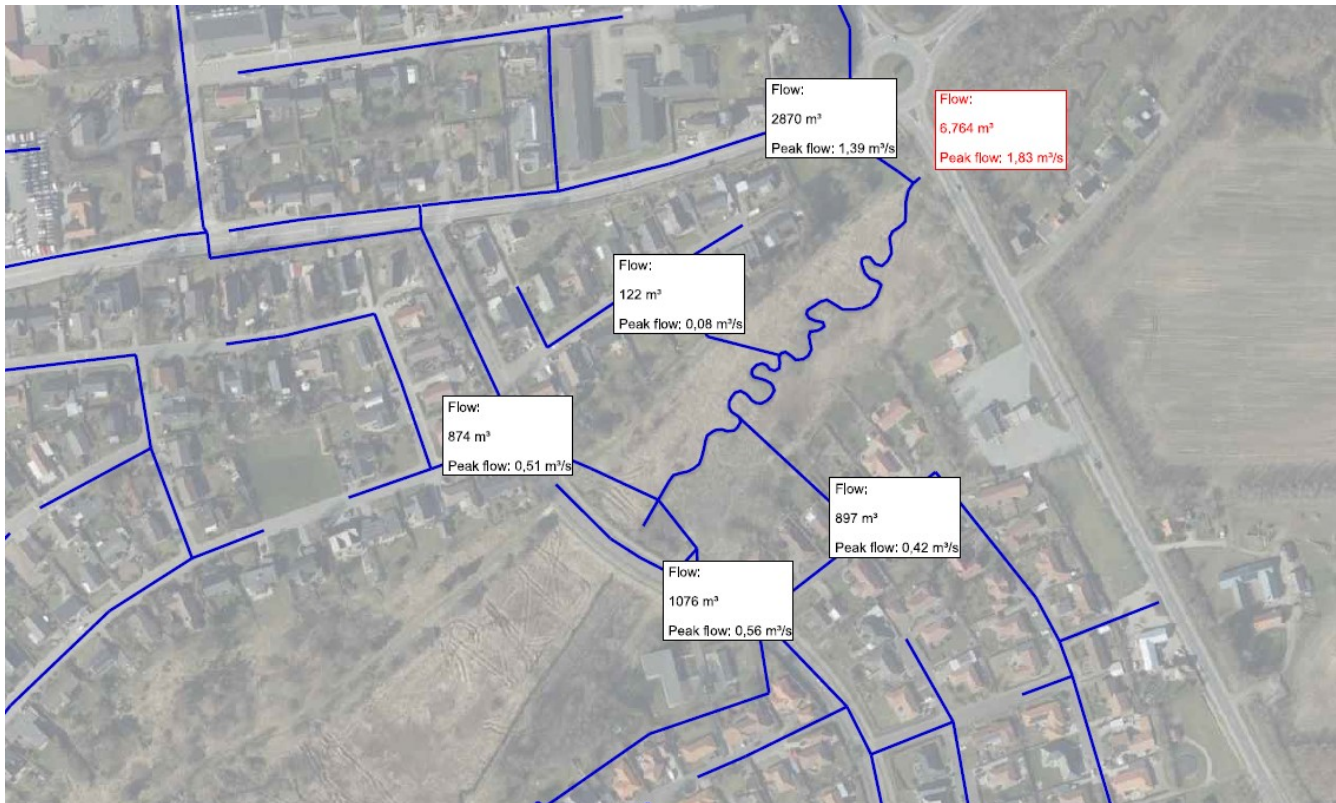 Flow:
2870 m³
Peak flow: 1,39 m³/s
Flow:
6,764 m³
Peak flow: 1,83 m³/s
Flow:
122 m³
Peak flow: 0,08 m³/s
Flow:
874 m³
Peak flow: 0,51 m³/s
Flow:
897 m³
Peak flow: 0,42 m³/s
Flow:
1076 m³
Peak flow: 0,56 m³/s